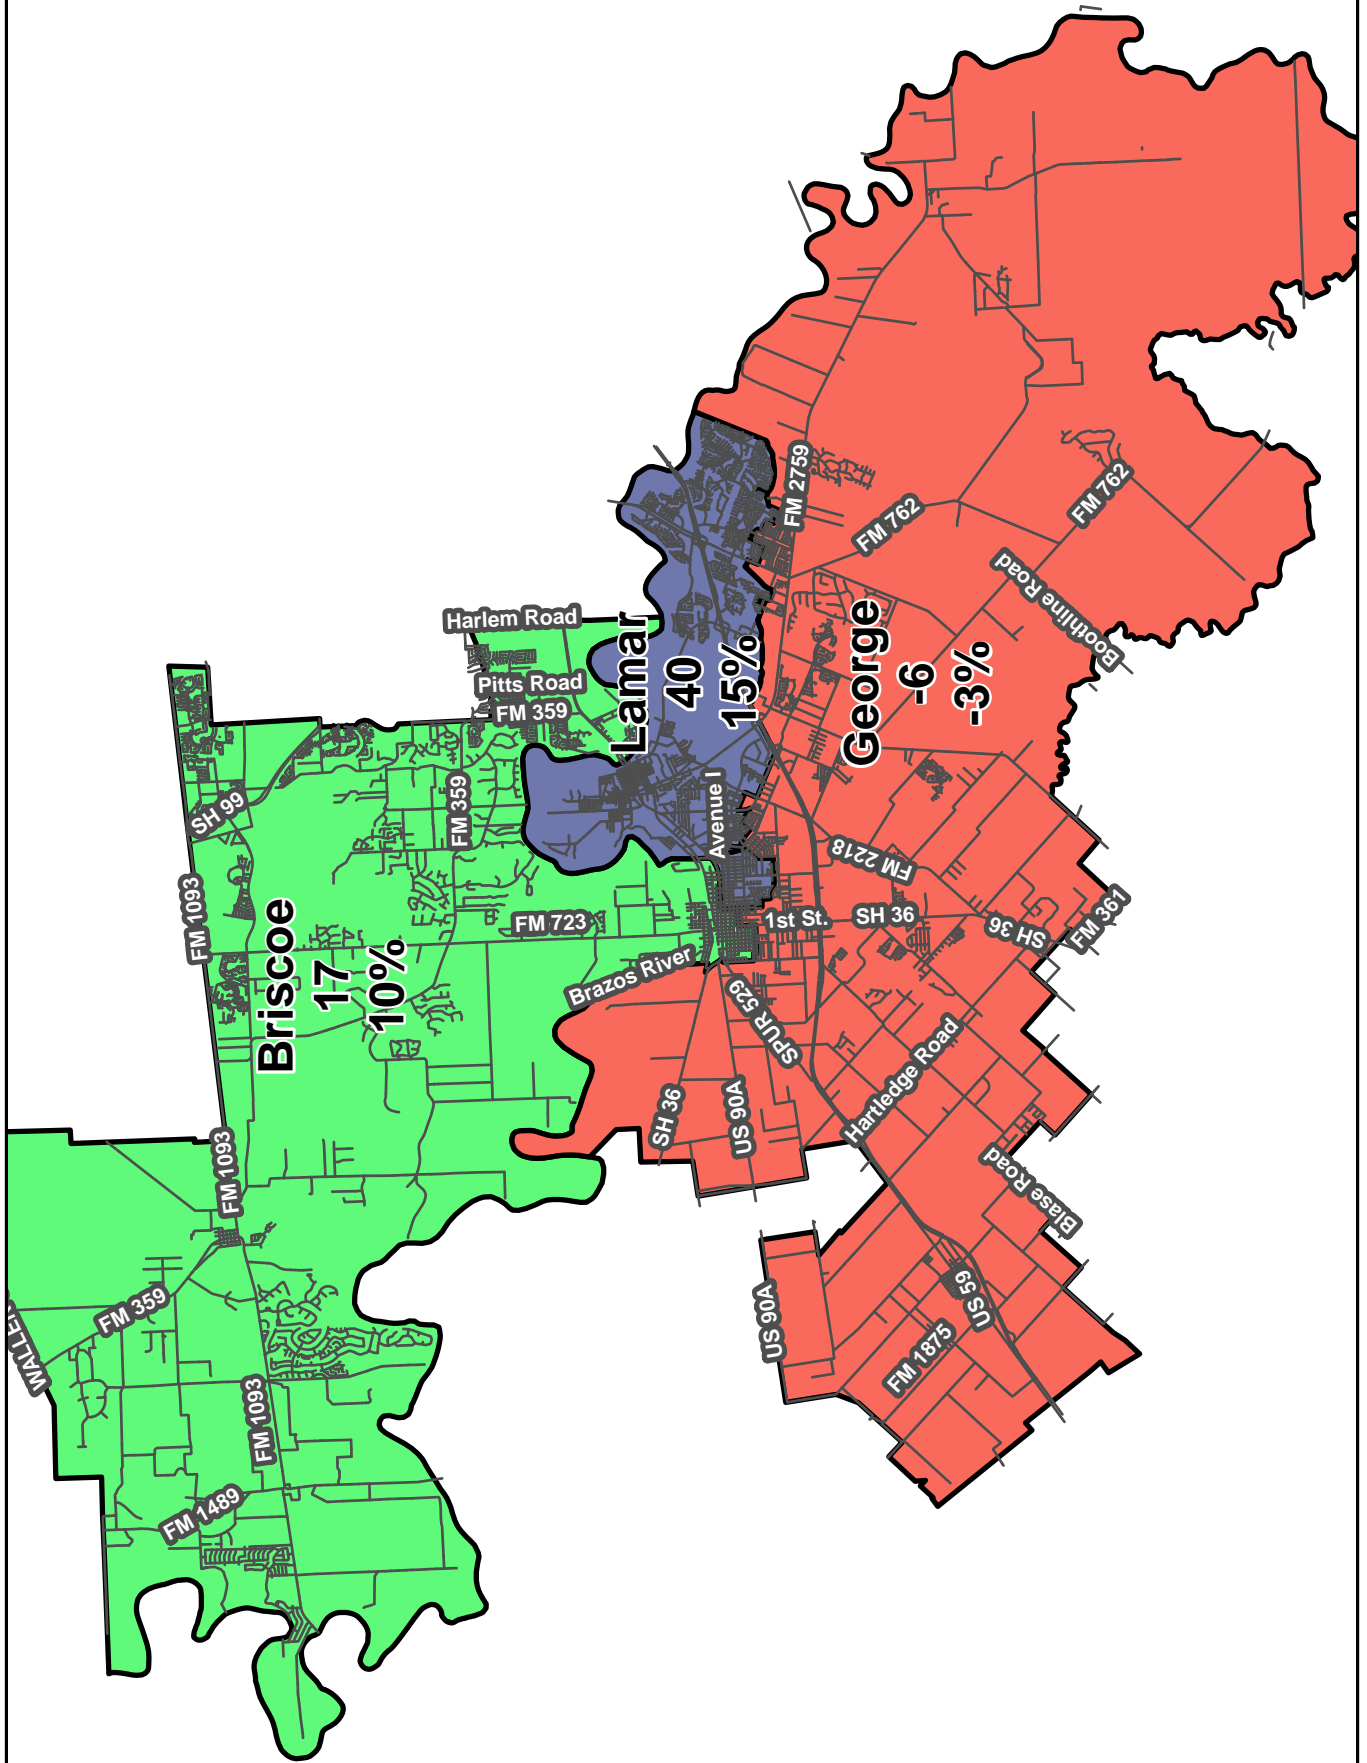 Harlem Road
Pitts Road
FM 359
SH 99
FM 359
FM 1093
Briscoe
17
10%
FM 723
Brazos River
FM 1093
FM 359
FM 1093
FM 1489
Lamar
40
15%
Avenue I
FM 2759
FM 762
FM 762
Boothline Road
George
-6
-3%
FM 2218
1st St.
SH 36
SH 36
FM 361
SPUR 529
SH 36
US 90A
Hartledge Road
Blase Road
US 90A
US 59
FM 1875